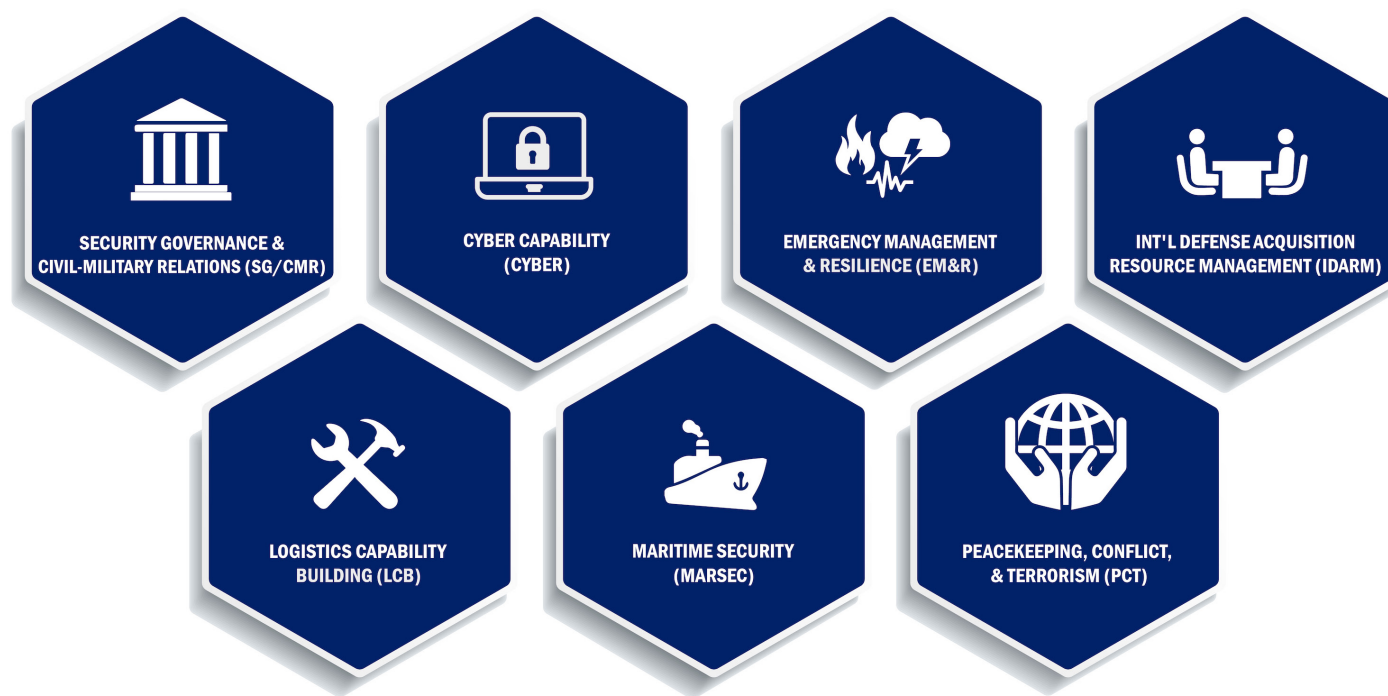 SECURITY GOVERNANCE &
CIVIL-MILITARY RELATIONS (SG/CMR)
CYBER CAPABILITY
(CYBER)
EMERGENCY MANAGEMENT
& RESILIENCE (EM&R)
INT'L DEFENSE ACQUISITION
RESOURCE MANAGEMENT (IDARM)
LOGISTICS CAPABILITY
BUILDING (LCB)
MARITIME SECURITY
(MARSEC)
PEACEKEEPING, CONFLICT,
& TERRORISM (PCT)